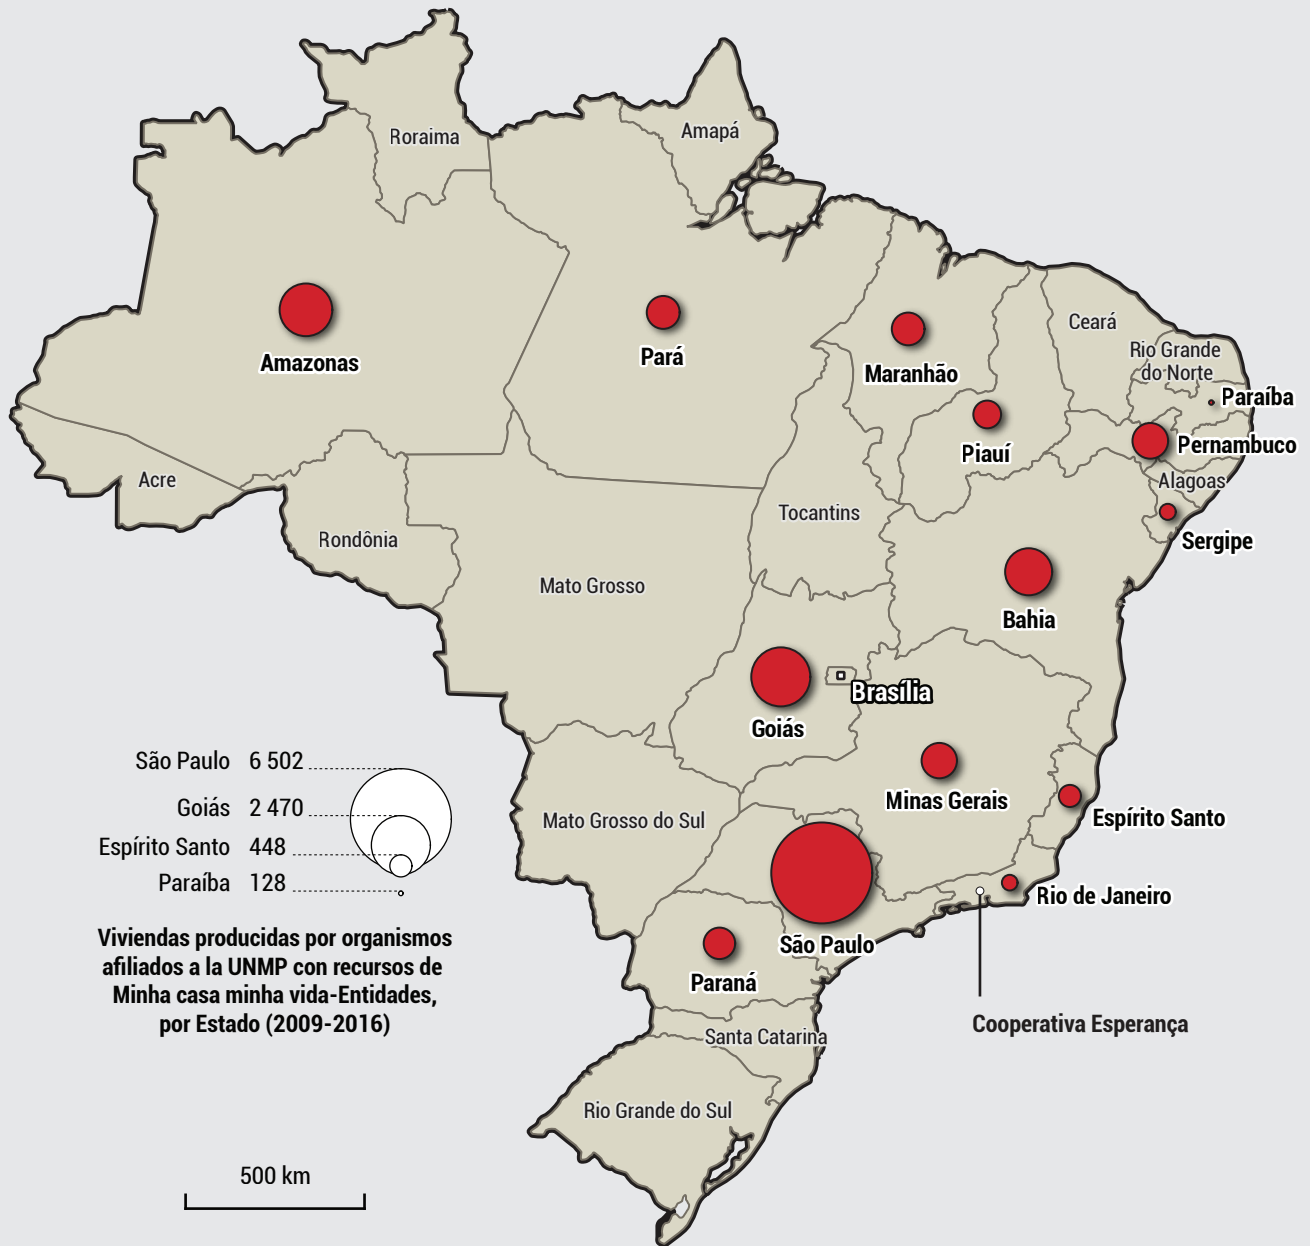 Roraima
Amapá
Amazonas
Pará
Maranhão
Ceará
Rio Grande
do Norte
Paraíba
Piauí
Pernambuco
Acre
Alagoas
Rondônia
Tocantins
Sergipe
Mato Grosso
Bahia
Brasília
Goiás
Minas Gerais
Espírito Santo
Mato Grosso do Sul
Rio de Janeiro
São Paulo
Paraná
Cooperativa Esperança
Santa Catarina
Rio Grande do Sul
São Paulo 6 502
Goiás 2 470
Espírito Santo 448
Paraíba 128
Viviendas producidas por organismos
afiliados a la UNMP con recursos de
Minha casa minha vida-Entidades,
por Estado (2009-2016)
500 km